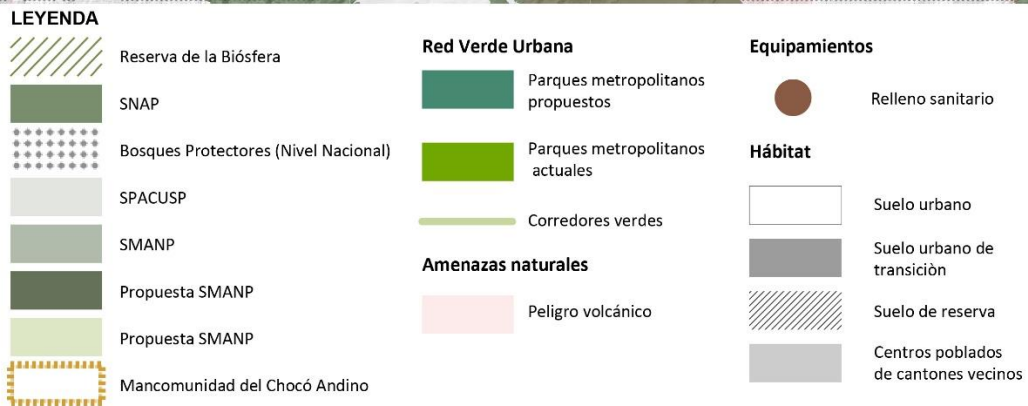 LEYENDA
Reserva de la Biósfera
SNAP
Bosques Protectores (Nivel Nacional)
SPACUSP
SMANP
Propuesta SMANP
Propuesta SMANP
Mancomunidad del Chocó Andino
Red Verde Urbana
Parques metropolitanos
propuestos
Parques metropolitanos
actuales
Corredores verdes
Amenazas naturales
Peligro volcánico
Equipamientos
Relleno sanitario
Hábitat
Suelo urbano
Suelo urbano de
transiciòn
Suelo de reserva
Centros poblados
de cantones vecinos